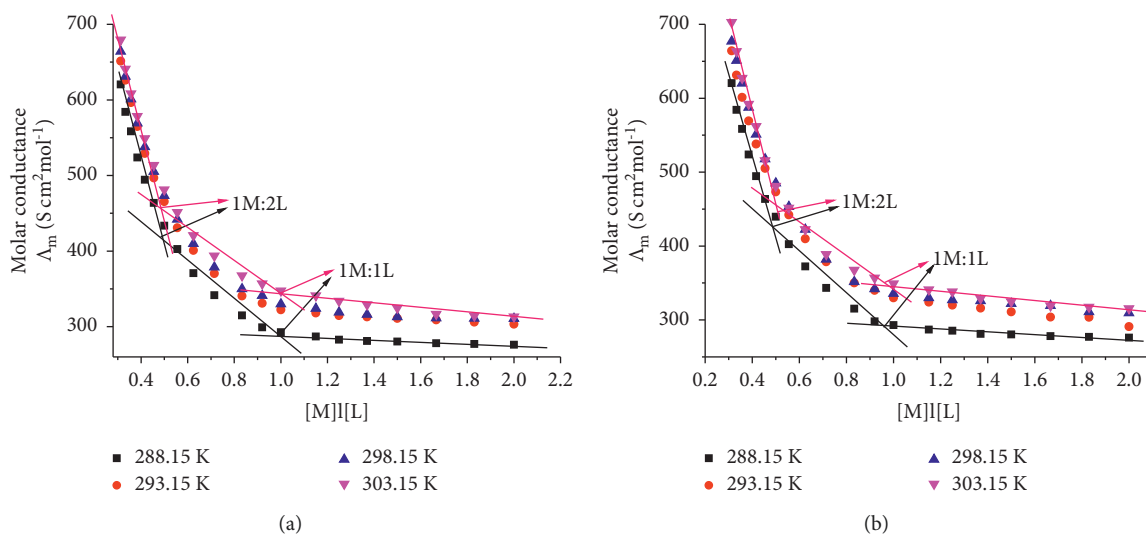 700
600
500
400
300
Molar conductance
Λm (S cm²mol⁻¹)
1M:2L
1M:1L
0.4 0.6 0.8 1.0 1.2 1.4 1.6 1.8 2.0 2.2
[M]l[L]
288.15 K
293.15 K
298.15 K
303.15 K
(a)
700
600
500
400
300
Molar conductance
Λm (S cm²mol⁻¹)
1M:2L
1M:1L
0.2 0.4 0.6 0.8 1.0 1.2 1.4 1.6 1.8 2.0
[M]l[L]
288.15 K
293.15 K
298.15 K
303.15 K
(b)